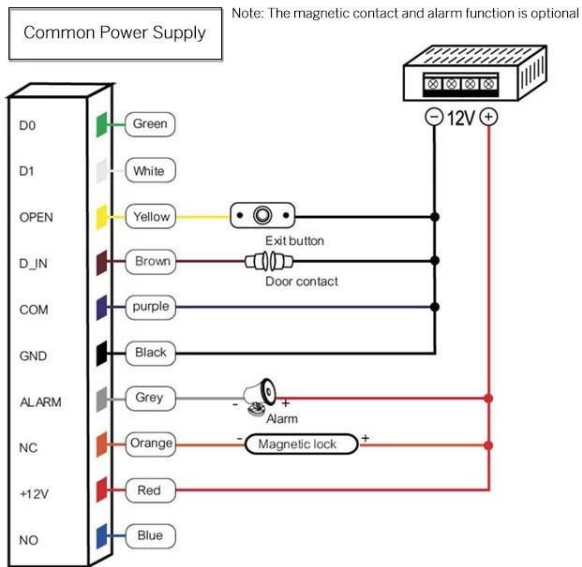 Note: The magnetic contact and alarm function is optional
Common Power Supply
- 12V +
D0 Green
D1 White
OPEN Yellow
Exit button
D_IN Brown
Door contact
COM purple
GND Black
ALARM Grey - +
Alarm
NC Orange - Magnetic lock +
+12V Red
NO Blue